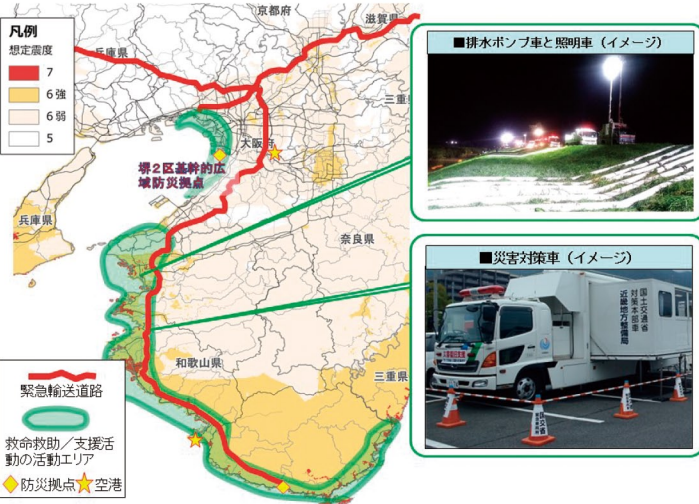 凡例
想定震度
7
6強
6弱
5
京都府
滋賀県
兵庫県
三重県
大阪府
堺2区基幹的広
域防災拠点
兵庫県
奈良県
和歌山県
三重県
緊急輸送道路
救命救助／支援活
動の活動エリア
防災拠点
空港
■排水ポンプ車と照明車（イメージ）
■災害対策車（イメージ）
国土交通省
対策本部車
近畿地方整備局
国交省